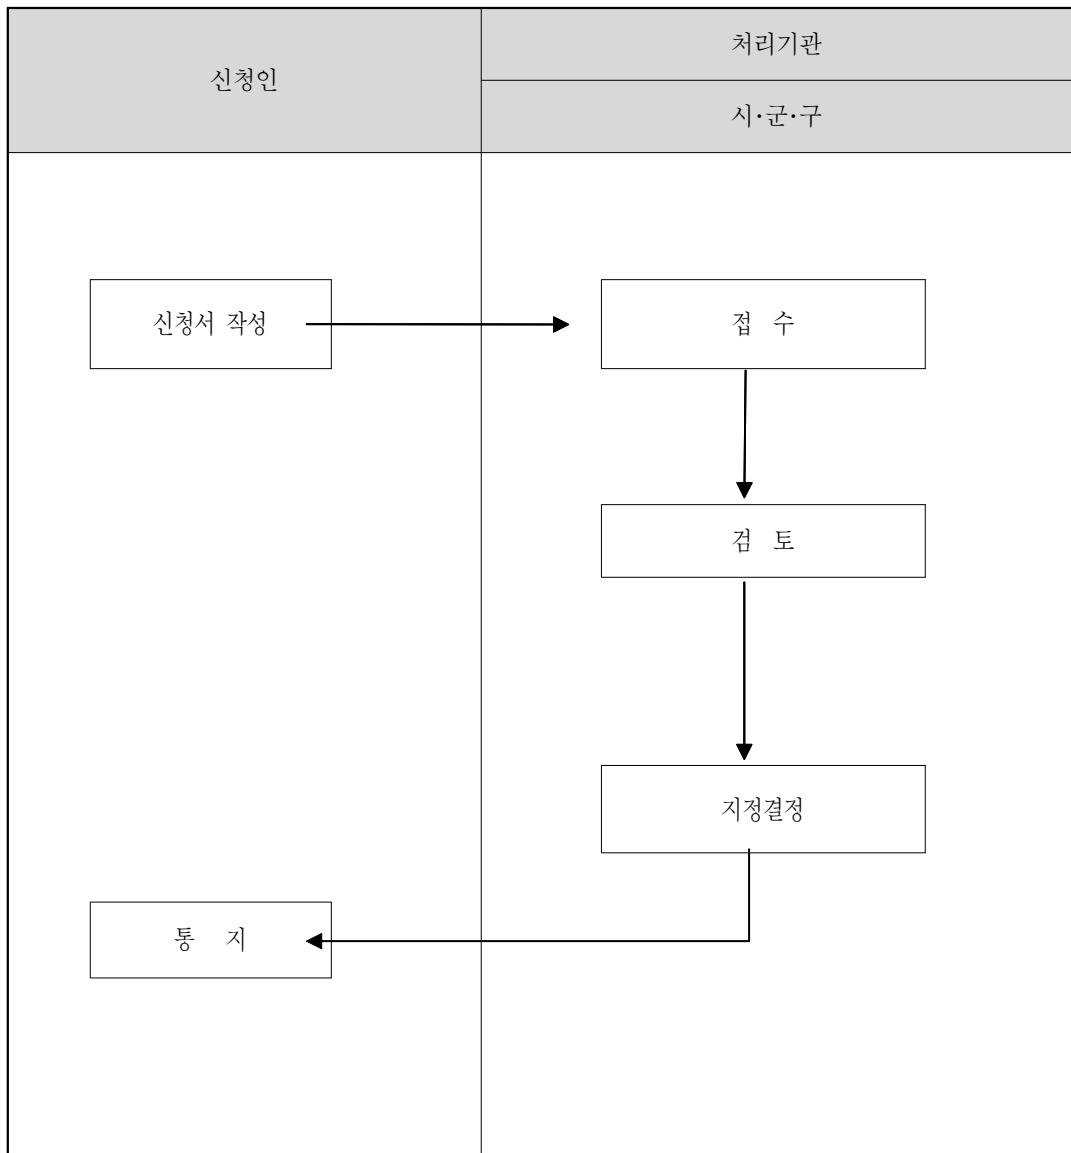 신청인
처리기관
시·군·구
신청서 작성
접 수
검 토
지정결정
통 지